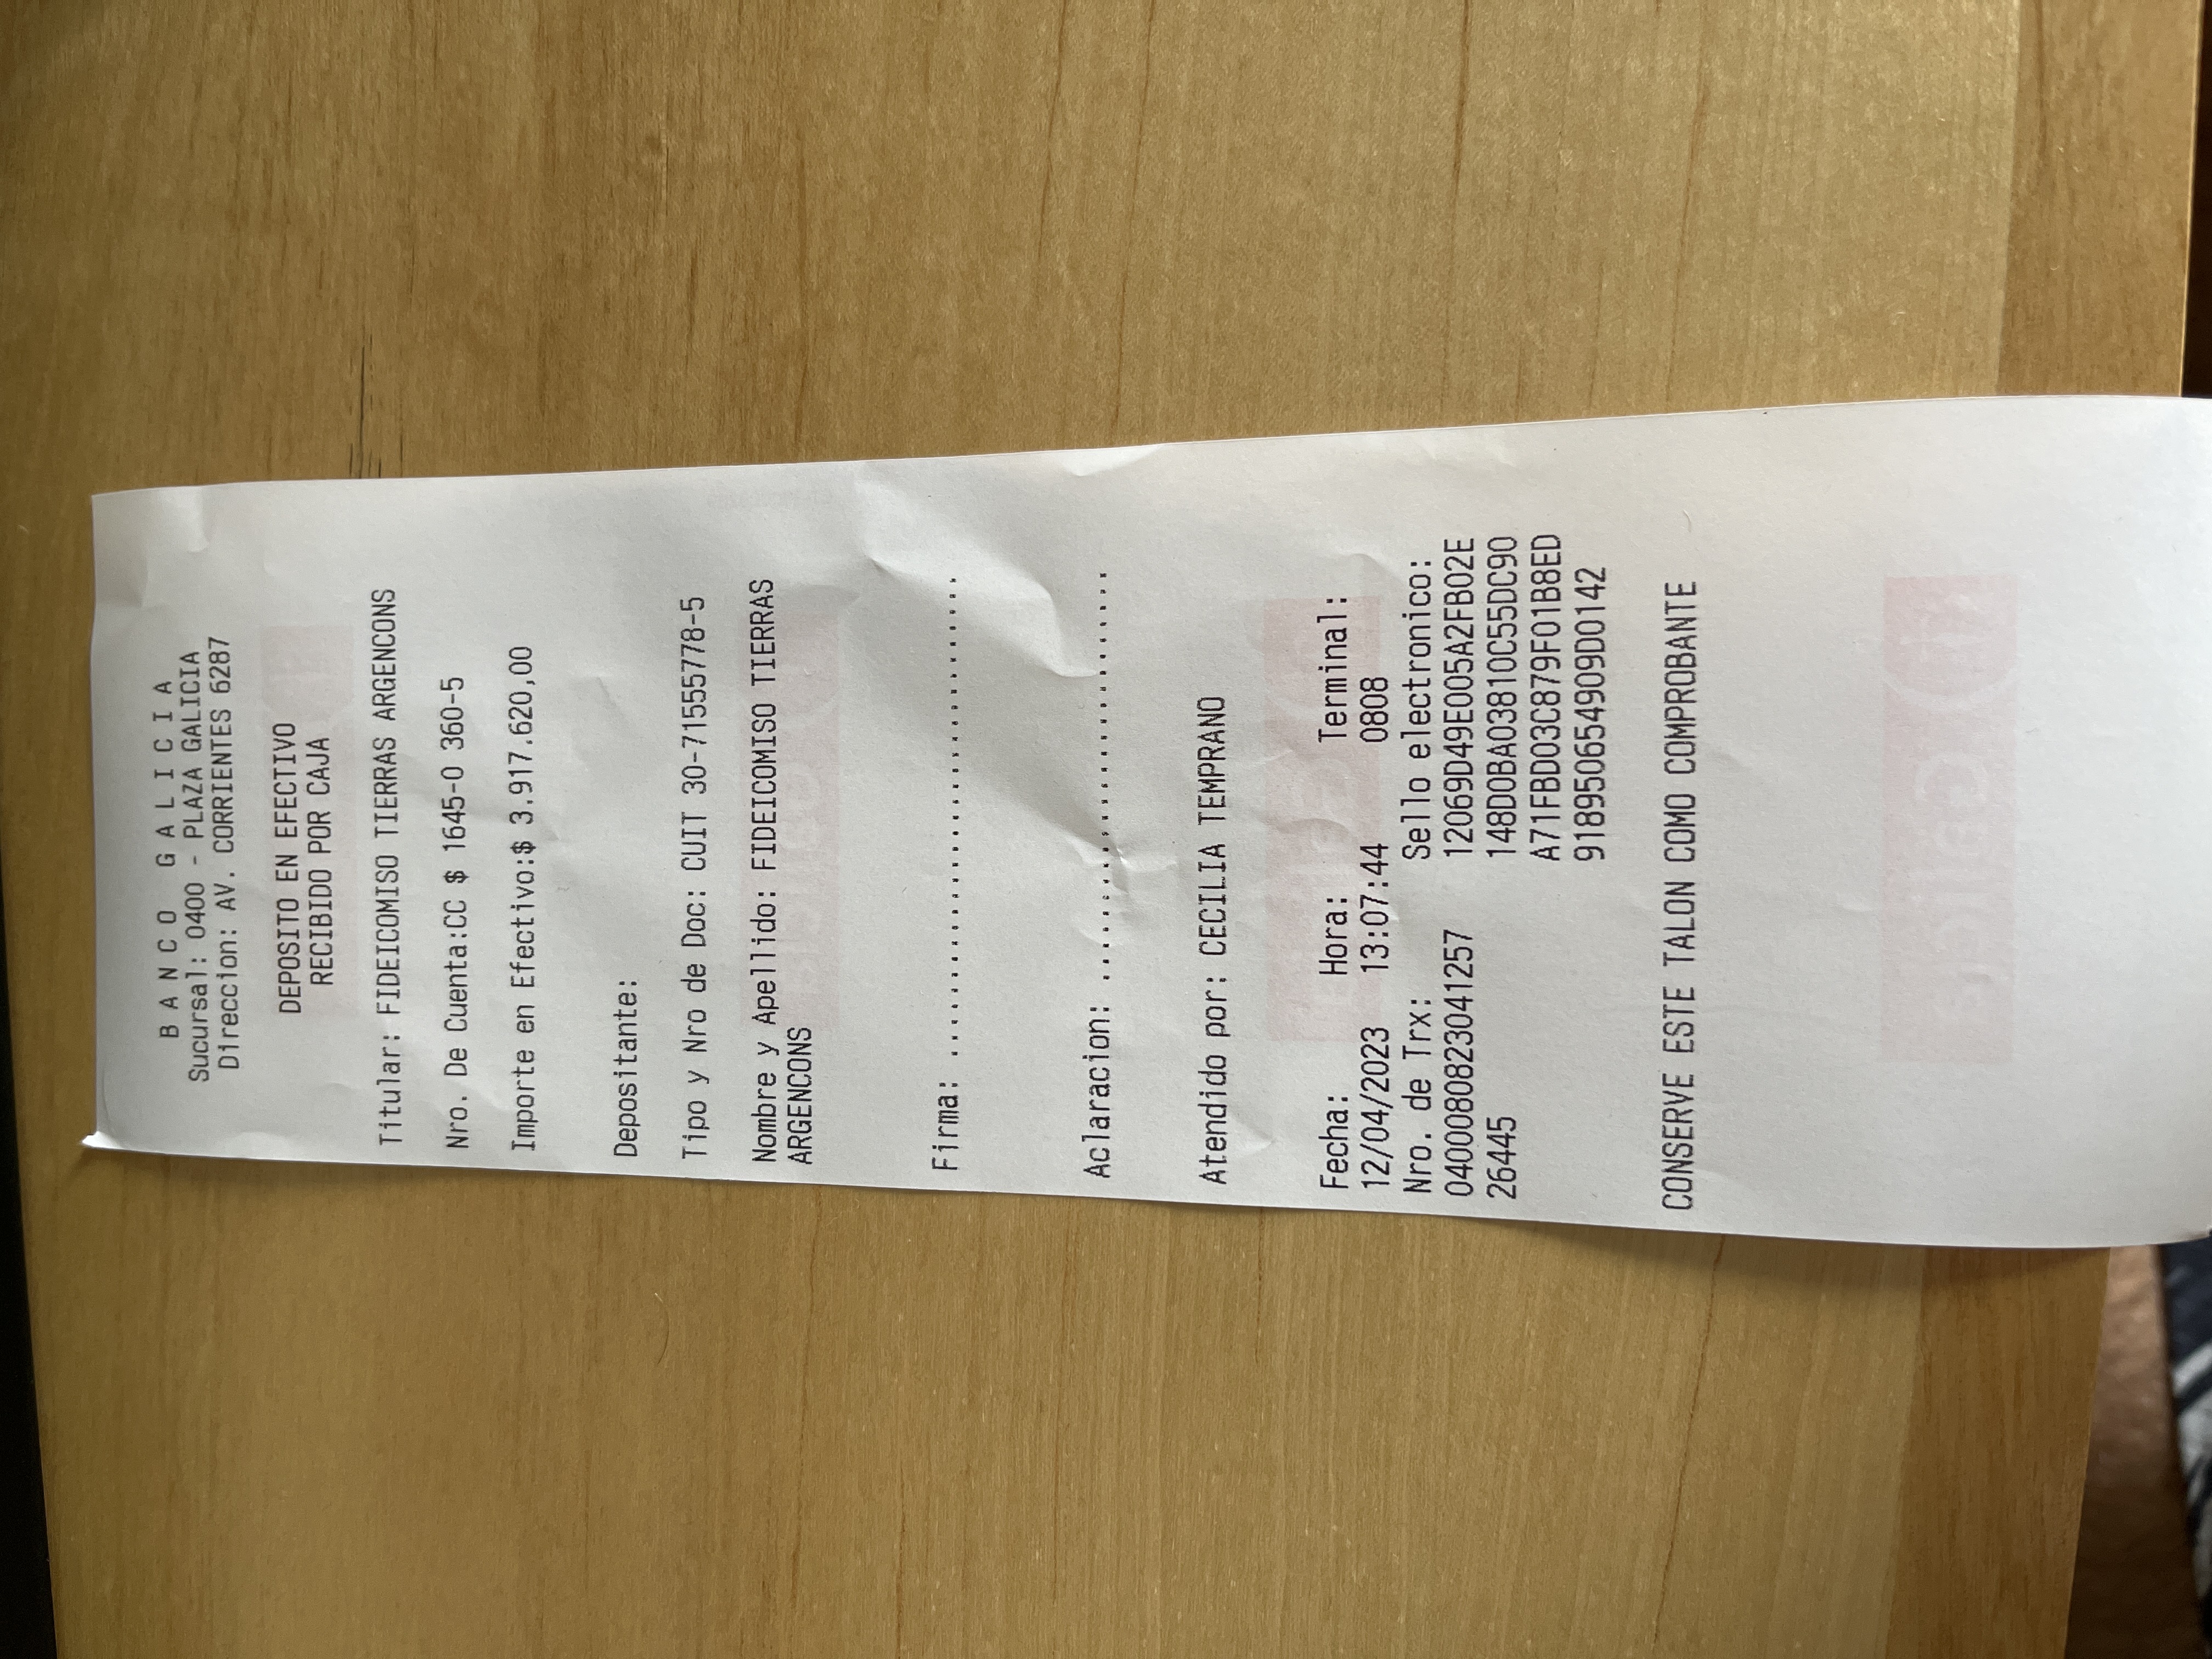 B A N C O   G A L I C I A
Sucursal: 0400 - PLAZA GALICIA
Direccion: AV. CORRIENTES 6287
DEPOSITO EN EFECTIVO
RECIBIDO POR CAJA
Titular: FIDEICOMISO TIERRAS ARGENCONS
Nro. De Cuenta:CC $ 1645-0 360-5
Importe en Efectivo:$ 3.917.620,00
Depositante:
Tipo y Nro de Doc: CUIT 30-71555778-5
Nombre y Apellido: FIDEICOMISO TIERRAS
ARGENCONS
Firma: ..............................
Aclaracion: ..........................
Atendido por: CECILIA TEMPRANO
Fecha: Hora: Terminal:
12/04/2023 13:07:44 0808
Nro. de Trx: Sello electronico:
0400080823041257 12069D49E005A2FB02E
26445 148D0BA03810C55DC90
A71FBD03C879F01B8ED
918950654909D0142
CONSERVE ESTE TALON COMO COMPROBANTE